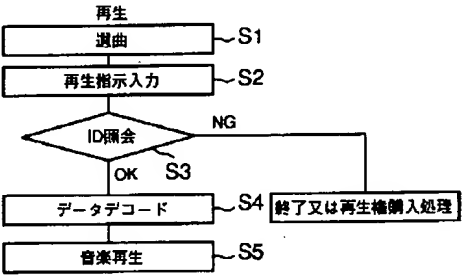 再生
選曲 S1
再生指示入力 S2
ID照会 NG
S3
OK
データデコード S4
終了又は再生権購入処理
音楽再生 S5